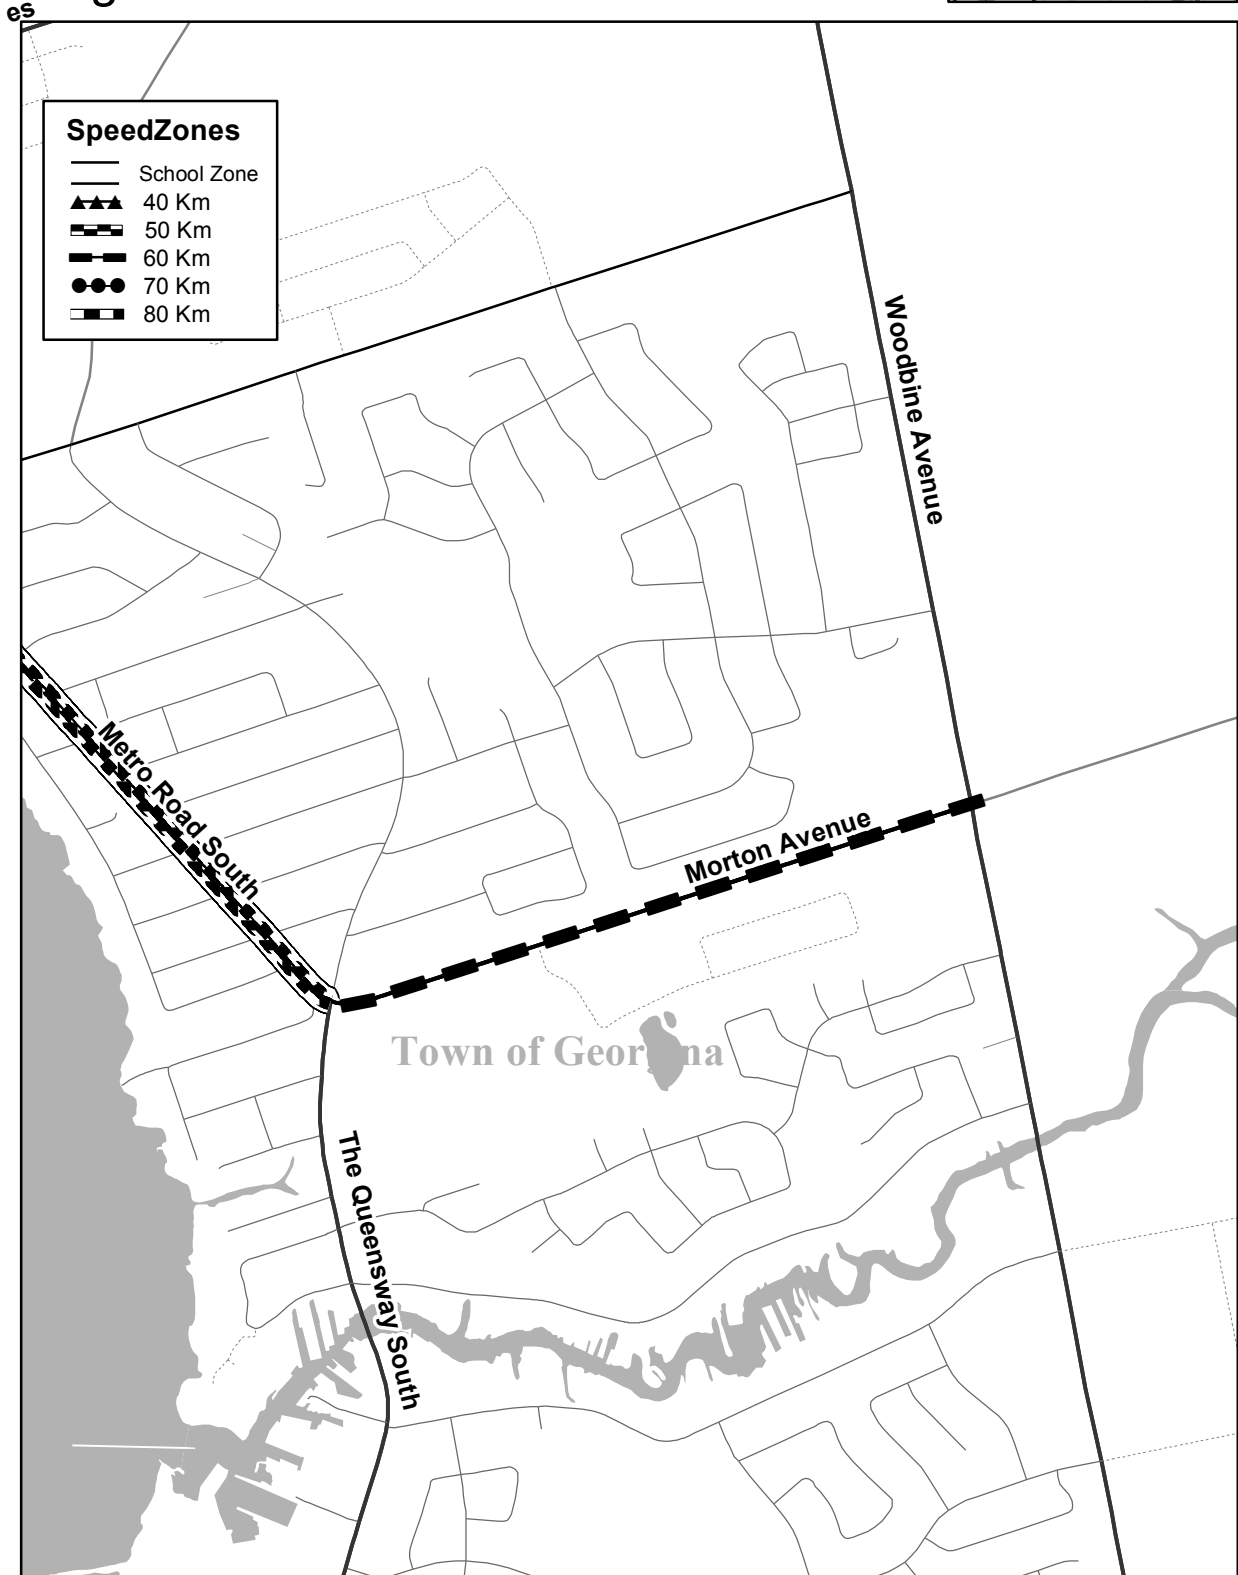 es
SpeedZones
School Zone
40 Km
50 Km
60 Km
70 Km
80 Km
Woodbine Avenue
Metro Road South
Morton Avenue
Town of Geor na
The Queensway South